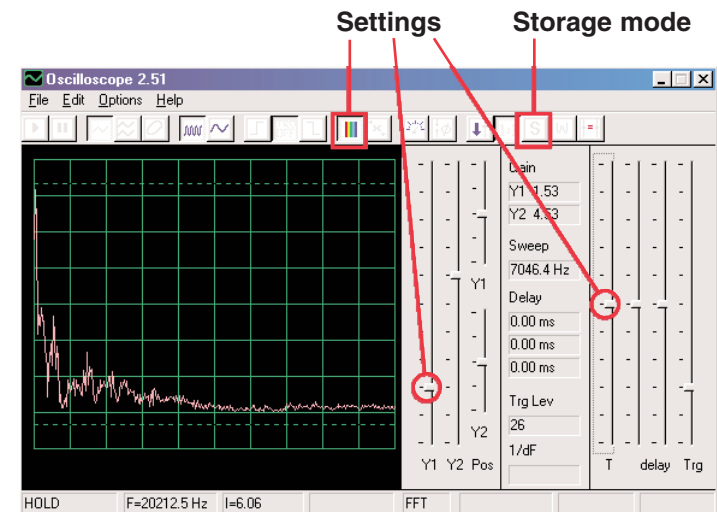 Settings Storage mode
Oscilloscope 2.51
File Edit Options Help
S
Gain
Y1 1.53
Y2 4.53
Sweep
7046.4 Hz
Y1
Delay
0.00 ms
0.00 ms
0.00 ms
Trg Lev
26
Y2
1/dF
Y1 Y2 Pos
T delay Trg
HOLD F=20212.5 Hz I=6.06 FFT